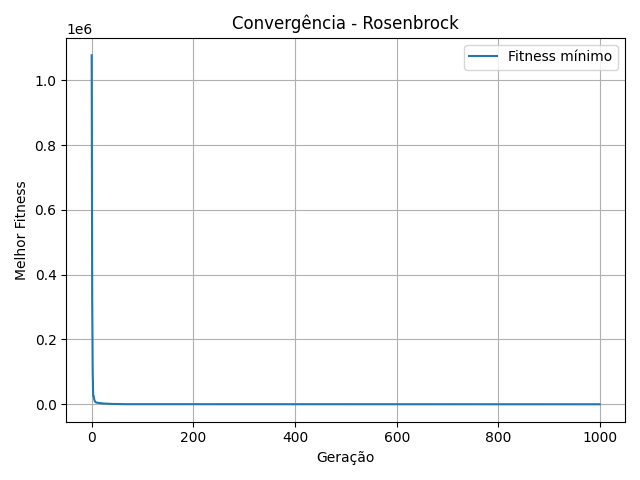 Convergência - Rosenbrock
1e6
Fitness mínimo
1.0
0.8
0.6
0.4
0.2
0.0
Melhor Fitness
0 200 400 600 800 1000
Geração